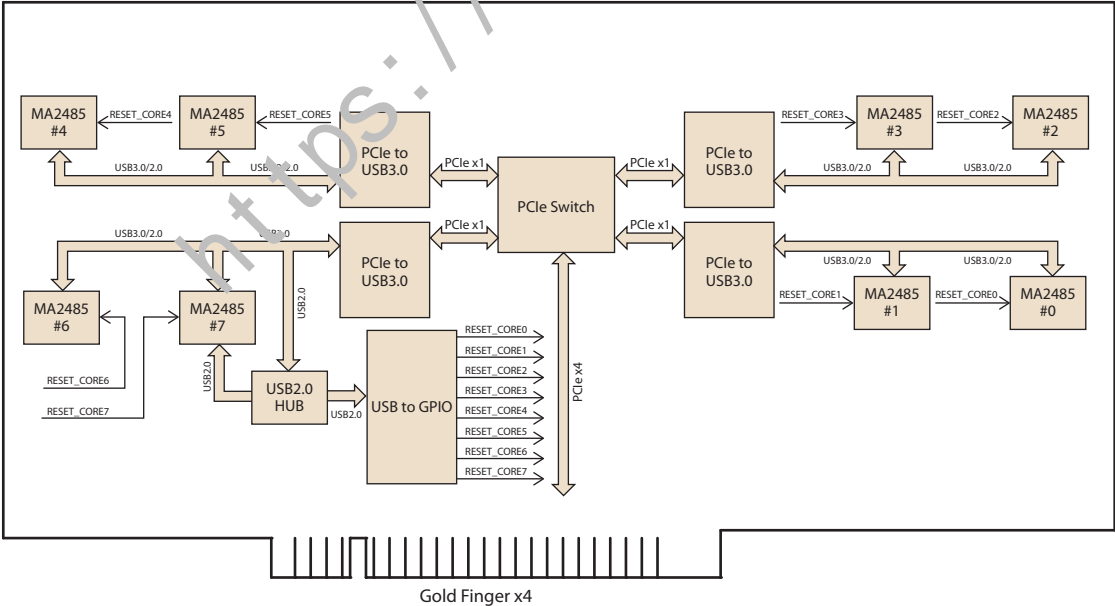 https://
MA2485
#4
RESET_CORE4
MA2485
#5
RESET_CORE5
PCIe to
USB3.0
USB3.0/2.0
PCIe x1
PCIe Switch
PCIe x1
PCIe to
USB3.0
RESET_CORE3
MA2485
#3
RESET_CORE2
MA2485
#2
USB3.0/2.0
USB3.0/2.0
USB3.0/2.0
PCIe to
USB3.0
PCIe x1
PCIe x1
PCIe to
USB3.0
USB3.0/2.0
USB3.0/2.0
MA2485
#6
MA2485
#7
USB2.0
RESET_CORE1
MA2485
#1
RESET_CORE0
MA2485
#0
RESET_CORE6
RESET_CORE7
USB2.0
USB2.0
HUB
USB2.0
USB to GPIO
RESET_CORE0
RESET_CORE1
RESET_CORE2
RESET_CORE3
RESET_CORE4
RESET_CORE5
RESET_CORE6
RESET_CORE7
PCIe x4
Gold Finger x4